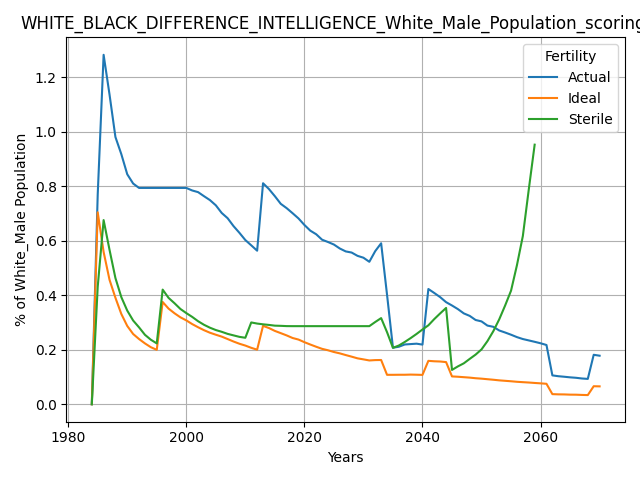 WHITE_BLACK_DIFFERENCE_INTELLIGENCE_White_Male_Population_scoring
Fertility
Actual
Ideal
Sterile
% of White_Male Population
1.2
1.0
0.8
0.6
0.4
0.2
0.0
1980 2000 2020 2040 2060
Years